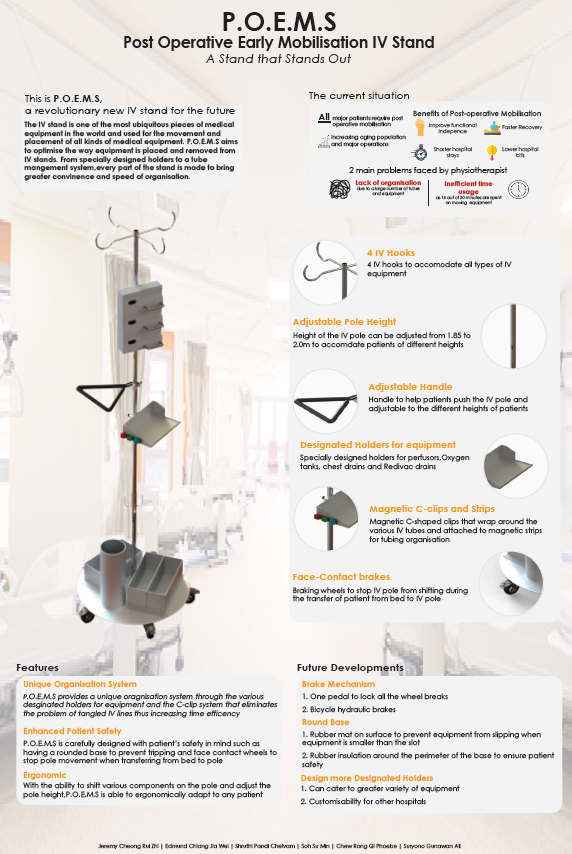 P.O.E.M.S
Post Operative Early Mobilisation IV Stand
A Stand that Stands Out
This is P.O.E.M.S,
a revolutionary new IV stand for the future
The IV stand is one of the most ubiquitous pieces of medical
equipment in the world and used for the movement and
placement of all kinds of medical equipment. P.O.E.M.S aims
to optimise the way equipment is placed and removed from
IV stands. From specially designed holders to a tube
mangement system,every part of the stand is made to bring
greater convinence and speed of organisation.
The current situation
All major patients require post
operative mobilisation
Increasing aging population
and major operations
Benefits of Post-operative Mobilisation
Improve functional
indepence
Faster Recovery
Shorter hospital
stays
Lower hospital
bills
2 main problems faced by physiotherapist
Lack of organisation
due to a large number of tubes
and equipment
Inefficient time
usage
as 15 out of 30 minutes are spent
on moving equipment
4 IV Hooks
4 IV hooks to accomodate all types of IV
equipment
Adjustable Pole Height
Height of the IV pole can be adjusted from 1.85 to
2.0m to accomdate patients of different heights
Adjustable Handle
Handle to help patients push the IV pole and
adjustable to the different heights of patients
Designated Holders for equipment
Specially designed holders for perfusors,Oxygen
tanks, chest drains and Redivac drains
Magnetic C-clips and Strips
Magnetic C-shaped clips that wrap around the
various IV tubes and attached to magnetic strips
for tubing organisation
Face-Contact brakes
Braking wheels to stop IV pole from shifting during
the transfer of patient from bed to IV pole
Features
Unique Organisation System
P.O.E.M.S provides a unique oragnisation system through the various
desginated holders for equipment and the C-clip system that eliminates
the problem of tangled IV lines thus increasing time efficency
Enhanced Patient Safety
P.O.E.M.S is carefully designed with patient's safety in mind such as
having a rounded base to prevent tripping and face contact wheels to
stop pole movement when transferring from bed to pole
Ergonomic
With the ability to shift various components on the pole and adjust the
pole height,P.O.E.M.S is able to ergonomically adapt to any patient
Future Developments
Brake Mechanism
1. One pedal to lock all the wheel breaks
2. Bicycle hydraulic brakes
Round Base
1. Rubber mat on surface to prevent equipment from slipping when
equipment is smaller than the slot
2. Rubber insulation around the perimeter of the base to ensure patient
safety
Design more Designated Holders
1. Can cater to greater variety of equipment
2. Customisability for other hospitals
Jeremy Cheong Rui Zhi | Edmund Chiang Jia Wei | Shruthi Pandi Chelvam | Soh Su Min | Chew Rong Qi Phoebe | Suryono Gunawan Ali